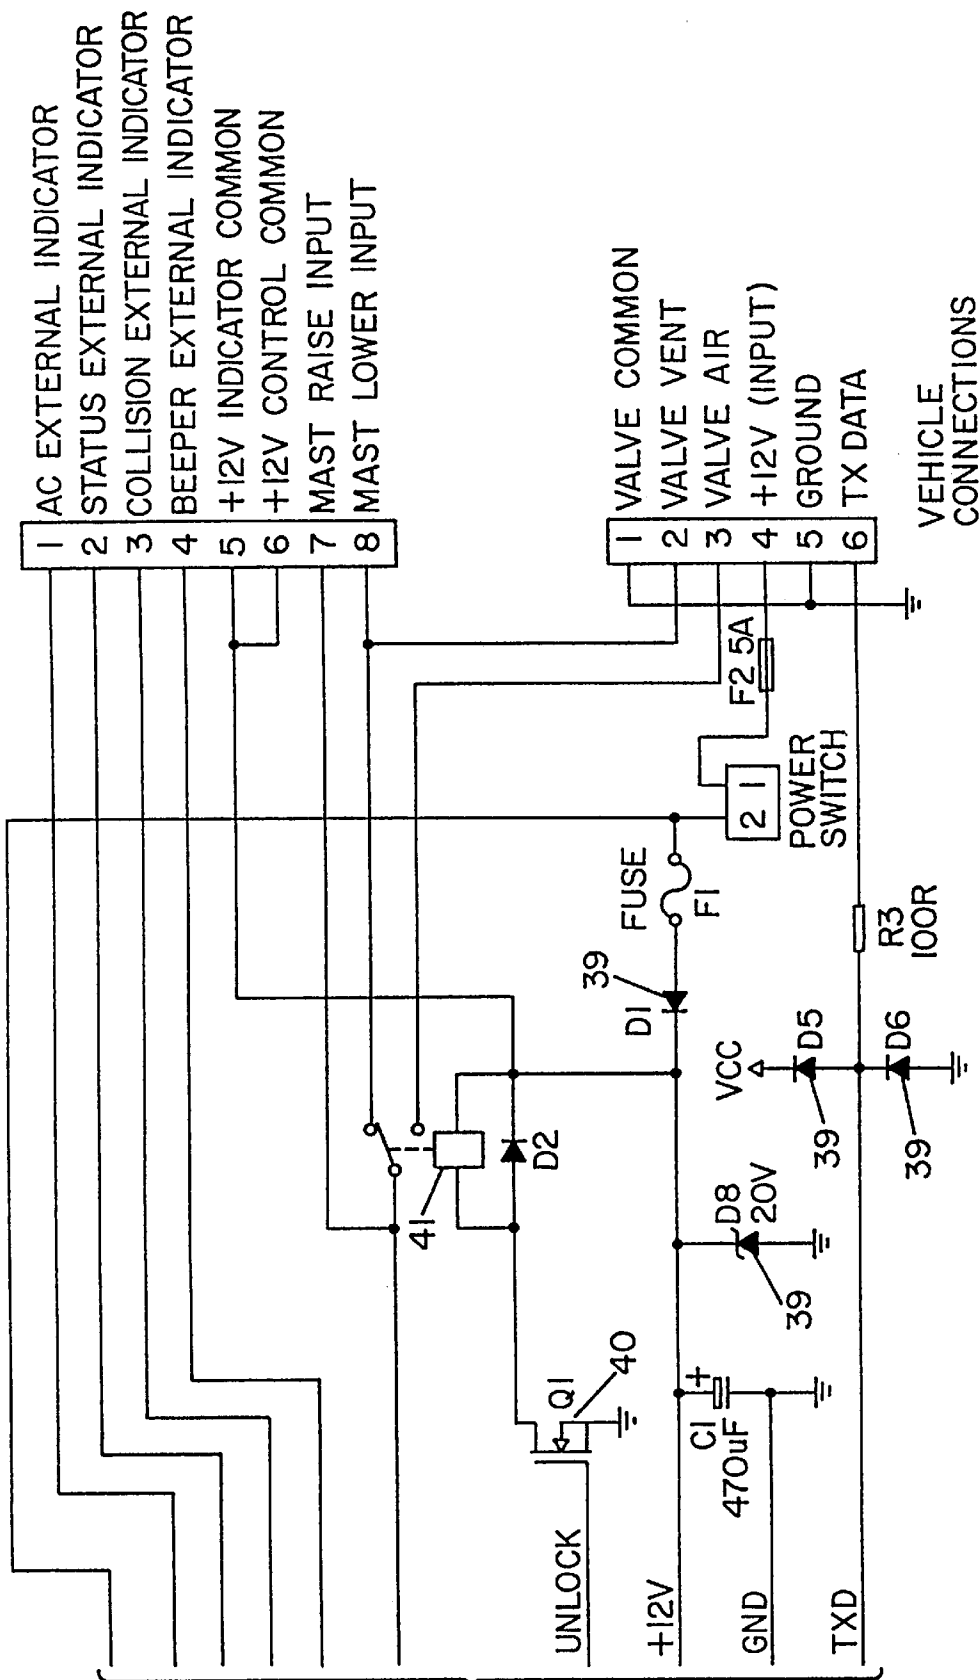 1 AC EXTERNAL INDICATOR
2 STATUS EXTERNAL INDICATOR
3 COLLISION EXTERNAL INDICATOR
4 BEEPER EXTERNAL INDICATOR
5 +12V INDICATOR COMMON
6 +12V CONTROL COMMON
7 MAST RAISE INPUT
8 MAST LOWER INPUT
41
D2
UNLOCK
Q1
40
FUSE
F1
39
D1
1 VALVE COMMON
2 VALVE VENT
3 VALVE AIR
4 +12V (INPUT)
5 GROUND
6 TX DATA
VEHICLE
CONNECTIONS
F2 5A
2 1
POWER
SWITCH
+12V
C1
+
470uF
GND
D8
20V
39
VCC
D5
39
D6
39
R3
100R
TXD